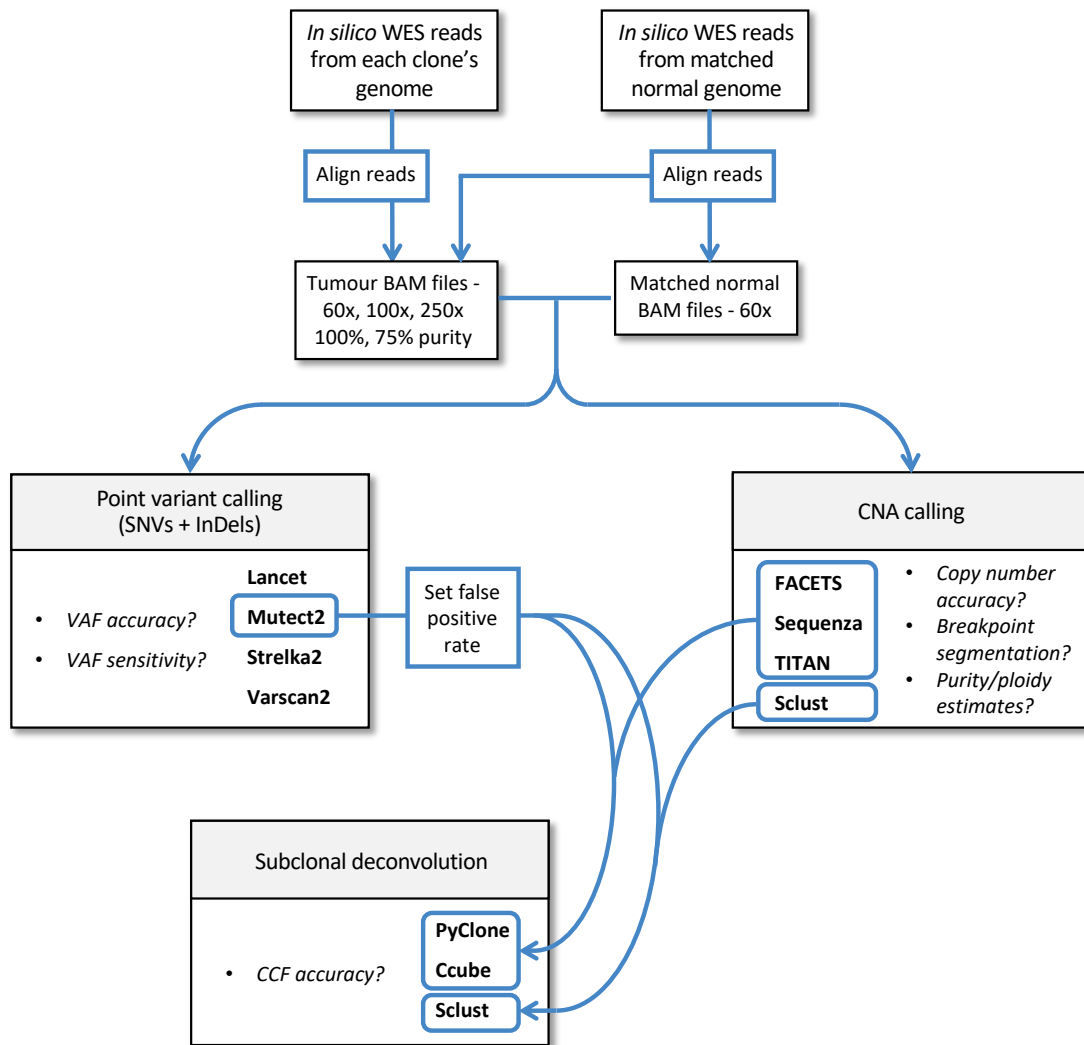 In silico WES reads
from each clone's
genome
In silico WES reads
from matched
normal genome
Align reads
Align reads
Tumour BAM files -
60x, 100x, 250x
100%, 75% purity
Matched normal
BAM files - 60x
Point variant calling
(SNVs + InDels)
• VAF accuracy?
• VAF sensitivity?
Lancet
Mutect2
Strelka2
Varscan2
Set false
positive
rate
CNA calling
FACETS
Sequenza
TITAN
Sclust
• Copy number
accuracy?
• Breakpoint
segmentation?
• Purity/ploidy
estimates?
Subclonal deconvolution
• CCF accuracy?
PyClone
Ccube
Sclust